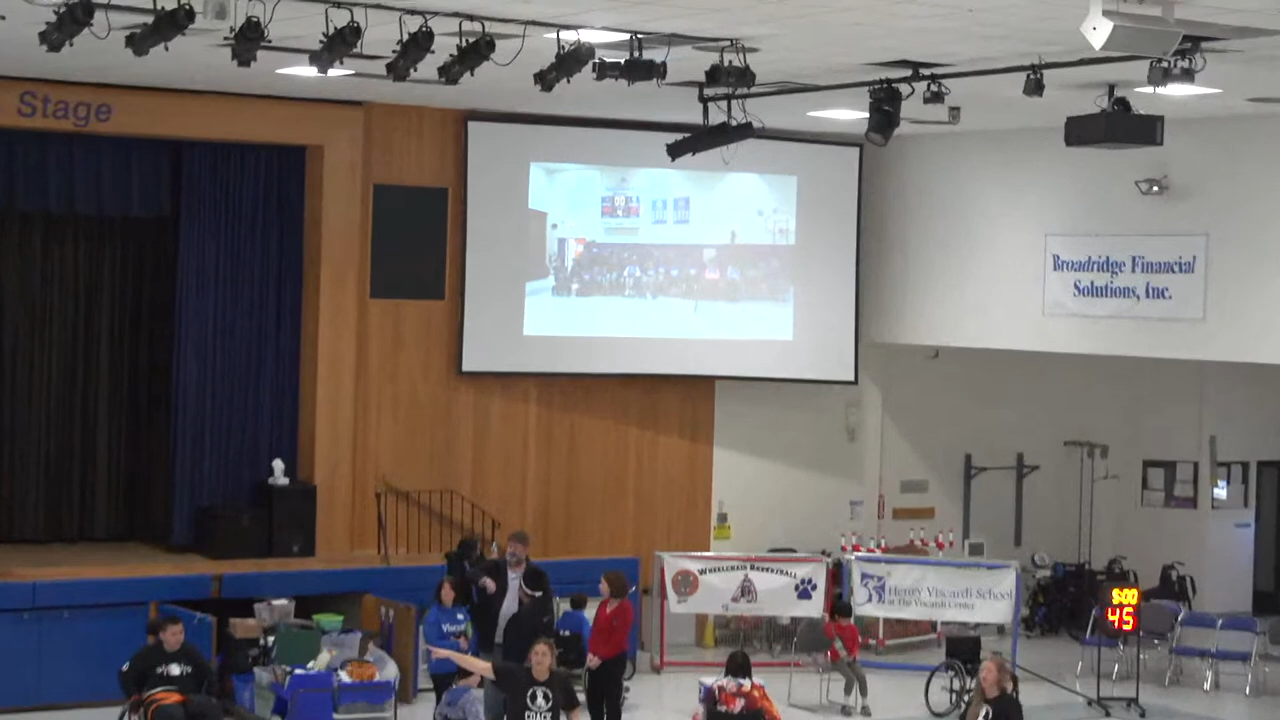 Stage
Broadridge Financial
Solutions, Inc.
WHEELCHAIR BASKETBALL
Henry Viscardi School
at The Viscardi Center
45
COACH